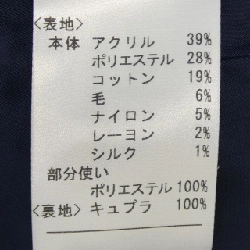 〈表地〉
本体 アクリル 39%
ポリエステル 28%
コットン 19%
毛 6%
ナイロン 5%
レーヨン 2%
シルク 1%
部分使い
ポリエステル 100%
〈裏地〉 キュプラ 100%